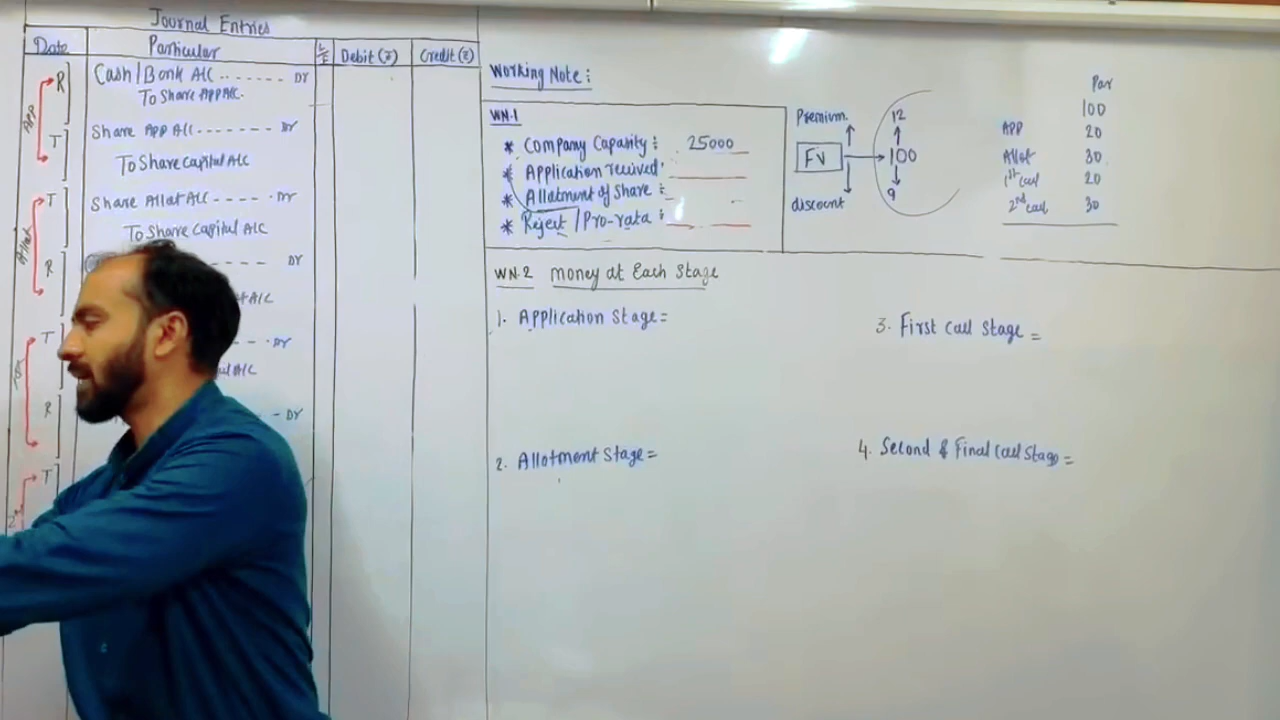 Journal Entries
Date Particular L/F Debit (₹) Credit (₹)
App
R Cash/Bank A/C ....... Dr
To Share App A/C.
T Share App A/C ....... Dr
To Share Capital A/C
Allot
T Share Allot A/C ---- Dr
To Share Capital A/C
R ---- Dr
A/C
T - - . Dr
A/C
R - Dr
T
Working Note:
WN-1
* Company Capacity: 25000
* Application recived:
* Allotment of Share:
* Reject / Pro-rata:
Premium.
FV
discount
12
100
9
Par
100
APP 20
Allot 30
1st call 20
2nd call 30
WN-2 money at Each Stage
1. Application Stage =
2. Allotment Stage =
3. First Call Stage =
4. Second & Final Call Stage =